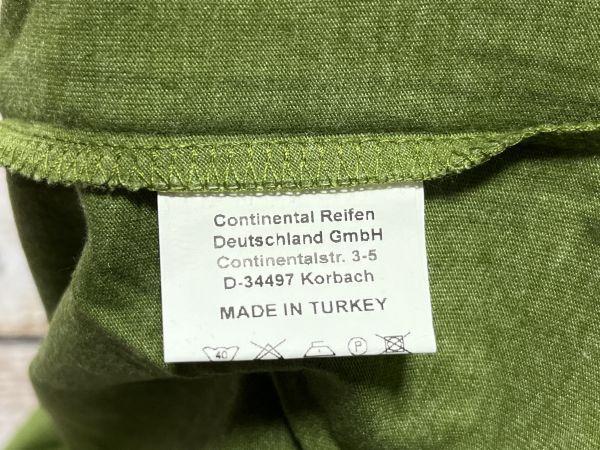 Continental Reifen
Deutschland GmbH
Continentalstr. 3-5
D-34497 Korbach
MADE IN TURKEY
40 P